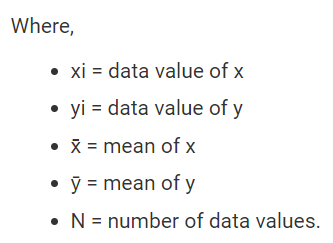 Where,
• xi = data value of x
• yi = data value of y
• x̄ = mean of x
• ȳ = mean of y
• N = number of data values.